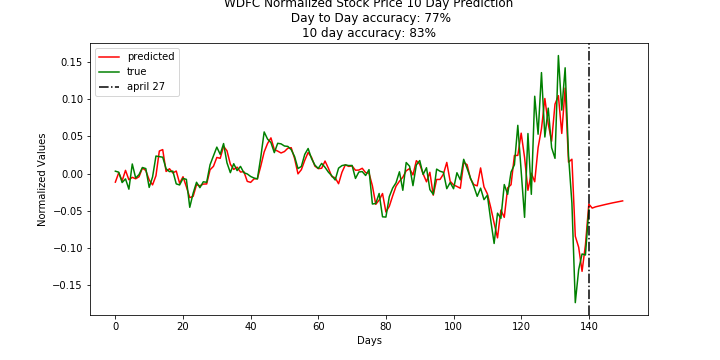 WDFC Normalized Stock Price 10 Day Prediction
Day to Day accuracy: 77%
10 day accuracy: 83%
predicted
true
april 27
Normalized Values
0.15
0.10
0.05
0.00
−0.05
−0.10
−0.15
0 20 40 60 80 100 120 140
Days